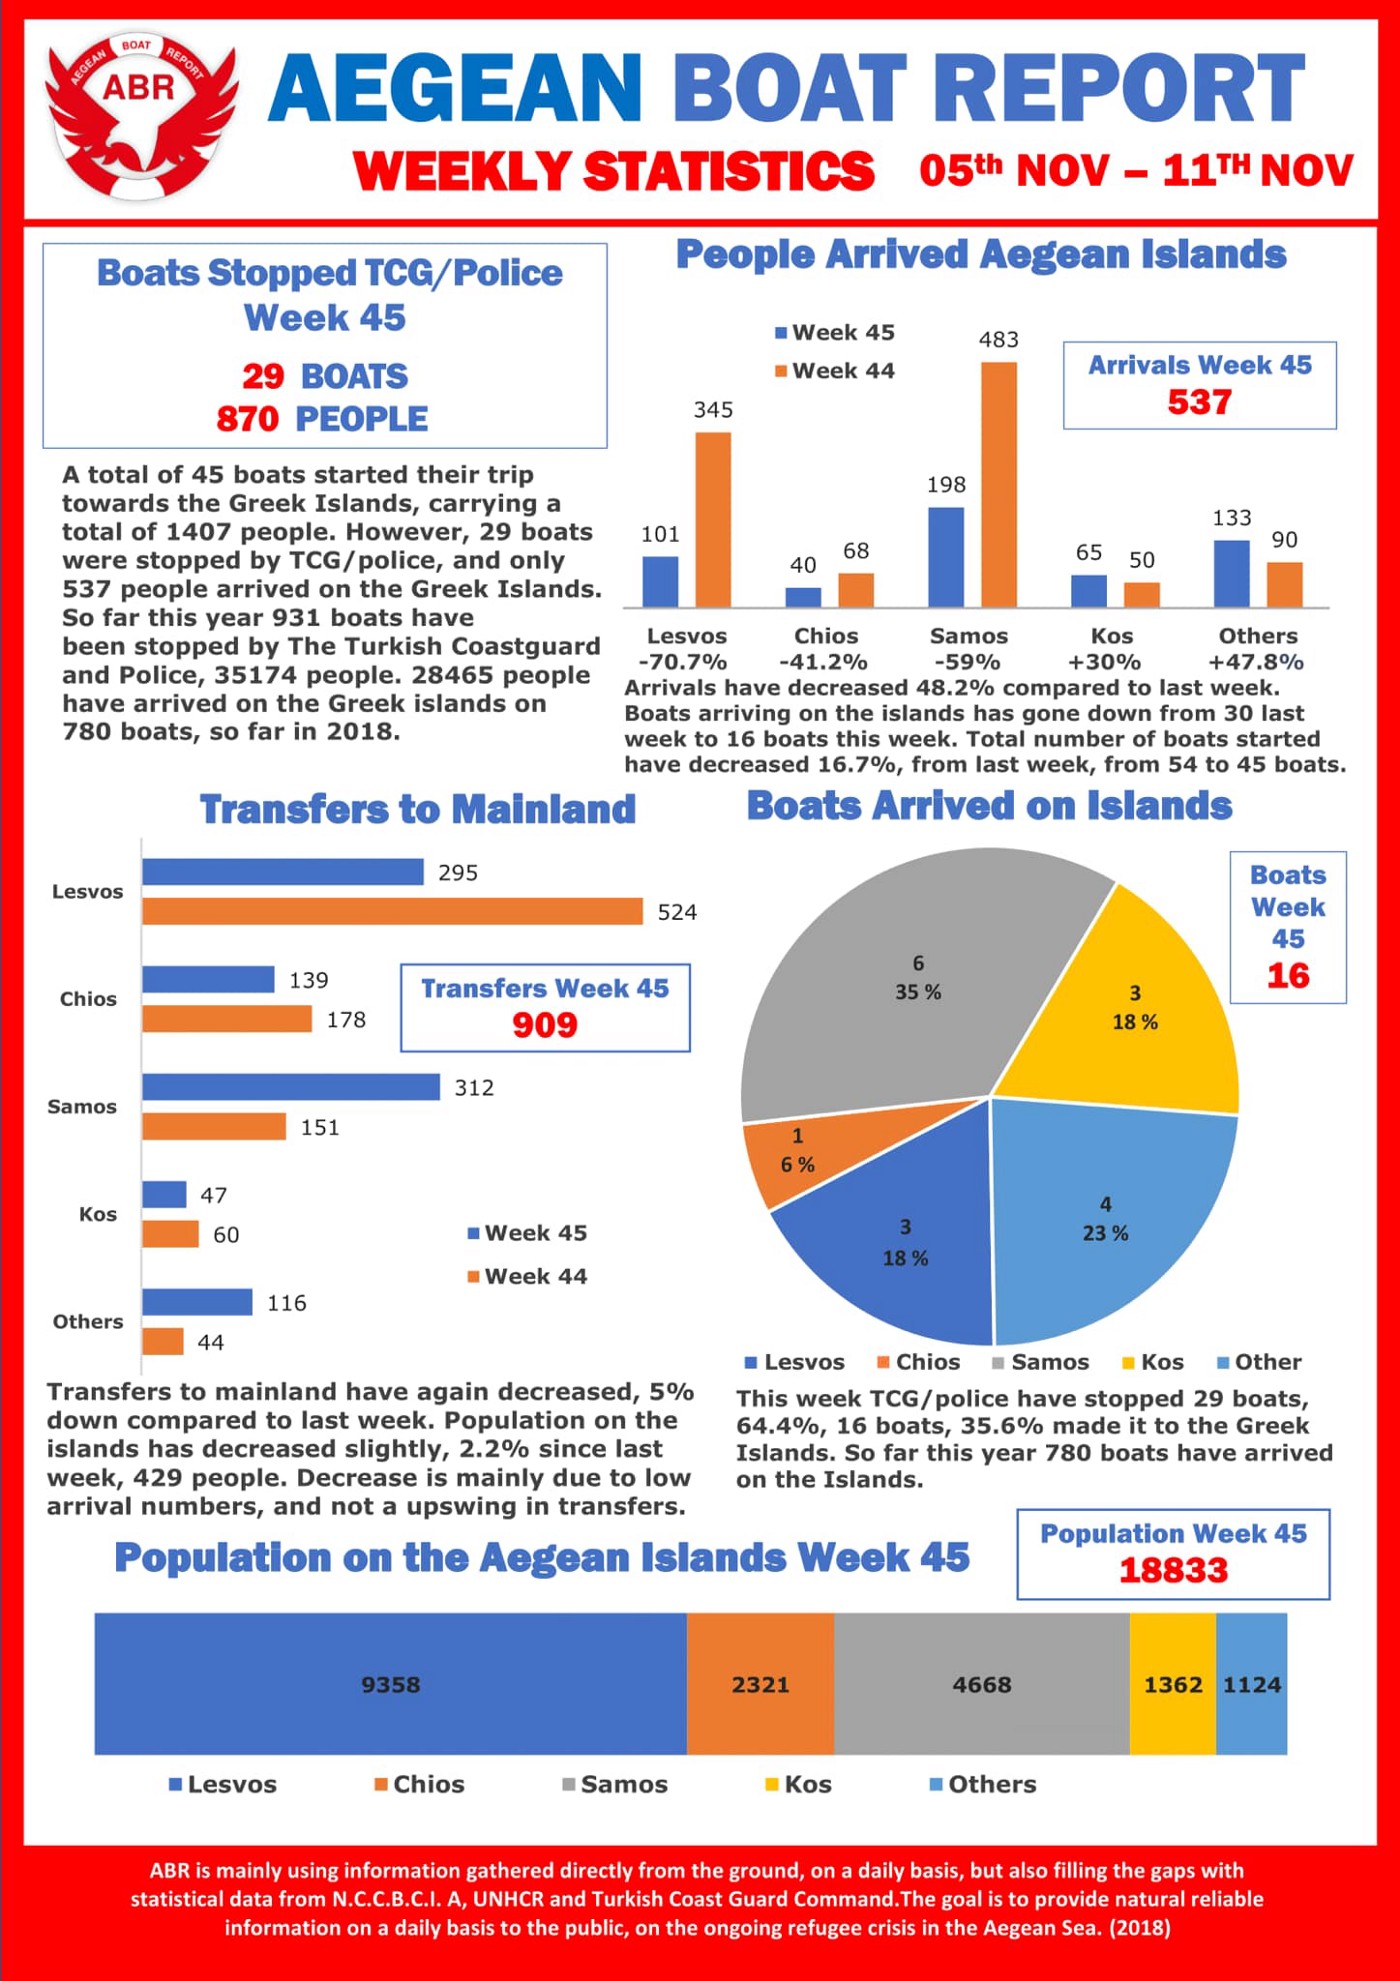 AEGEAN BOAT REPORT
ABR
AEGEAN BOAT REPORT
WEEKLY STATISTICS 05th NOV – 11TH NOV
Boats Stopped TCG/Police
Week 45
29 BOATS
870 PEOPLE
A total of 45 boats started their trip
towards the Greek Islands, carrying a
total of 1407 people. However, 29 boats
were stopped by TCG/police, and only
537 people arrived on the Greek Islands.
So far this year 931 boats have
been stopped by The Turkish Coastguard
and Police, 35174 people. 28465 people
have arrived on the Greek islands on
780 boats, so far in 2018.
People Arrived Aegean Islands
Week 45
Week 44
Arrivals Week 45
537
101
345
40
68
198
483
65
50
133
90
Lesvos Chios Samos Kos Others
-70.7% -41.2% -59% +30% +47.8%
Arrivals have decreased 48.2% compared to last week.
Boats arriving on the islands has gone down from 30 last
week to 16 boats this week. Total number of boats started
have decreased 16.7%, from last week, from 54 to 45 boats.
Transfers to Mainland
Lesvos
295
524
Chios
139
178
Transfers Week 45
909
Samos
312
151
Kos
47
60
Others
116
44
Week 45
Week 44
Transfers to mainland have again decreased, 5%
down compared to last week. Population on the
islands has decreased slightly, 2.2% since last
week, 429 people. Decrease is mainly due to low
arrival numbers, and not a upswing in transfers.
Boats Arrived on Islands
Boats
Week
45
16
6
35 %
3
18 %
1
6 %
3
18 %
4
23 %
Lesvos Chios Samos Kos Other
This week TCG/police have stopped 29 boats,
64.4%, 16 boats, 35.6% made it to the Greek
Islands. So far this year 780 boats have arrived
on the Islands.
Population on the Aegean Islands Week 45
Population Week 45
18833
9358 2321 4668 1362 1124
Lesvos Chios Samos Kos Others
ABR is mainly using information gathered directly from the ground, on a daily basis, but also filling the gaps with
statistical data from N.C.C.B.C.I. A, UNHCR and Turkish Coast Guard Command.The goal is to provide natural reliable
information on a daily basis to the public, on the ongoing refugee crisis in the Aegean Sea. (2018)